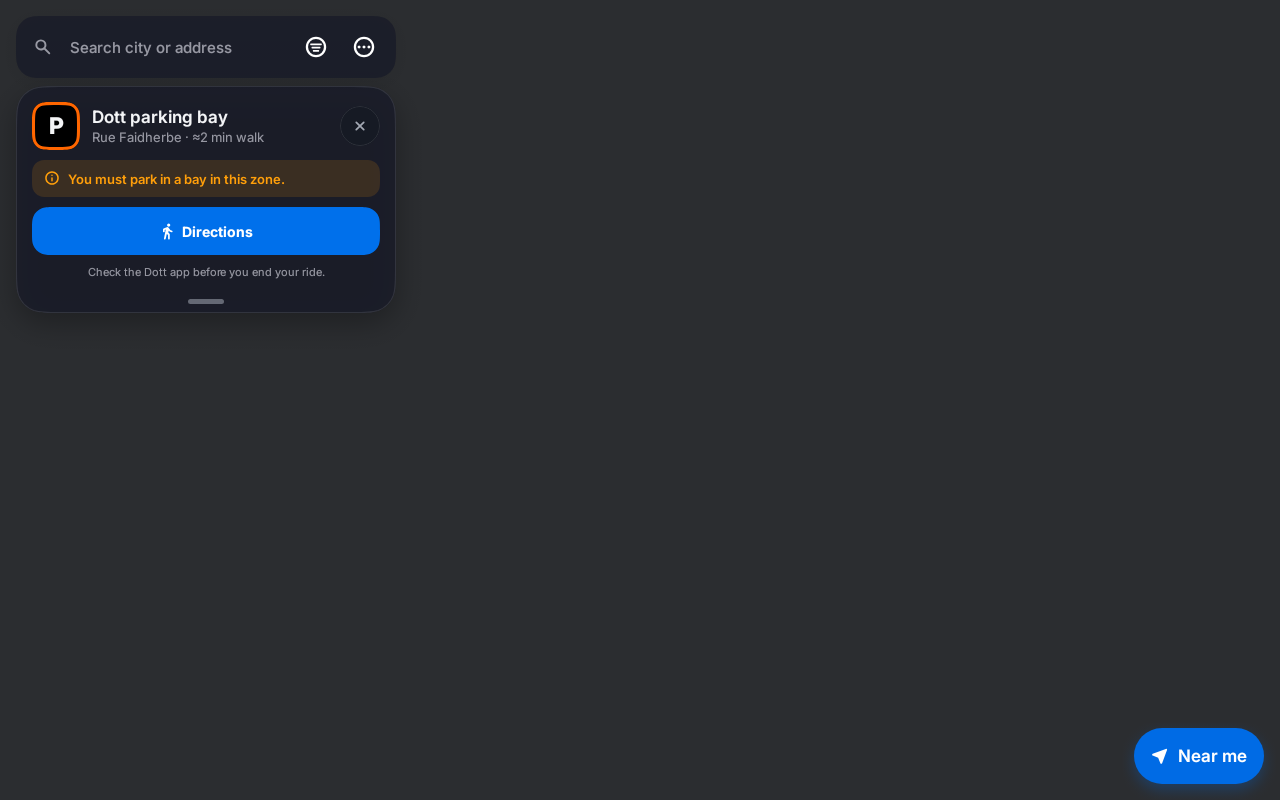 Search city or address
P
Dott parking bay
Rue Faidherbe · ≈2 min walk
You must park in a bay in this zone.
Directions
Check the Dott app before you end your ride.
Near me